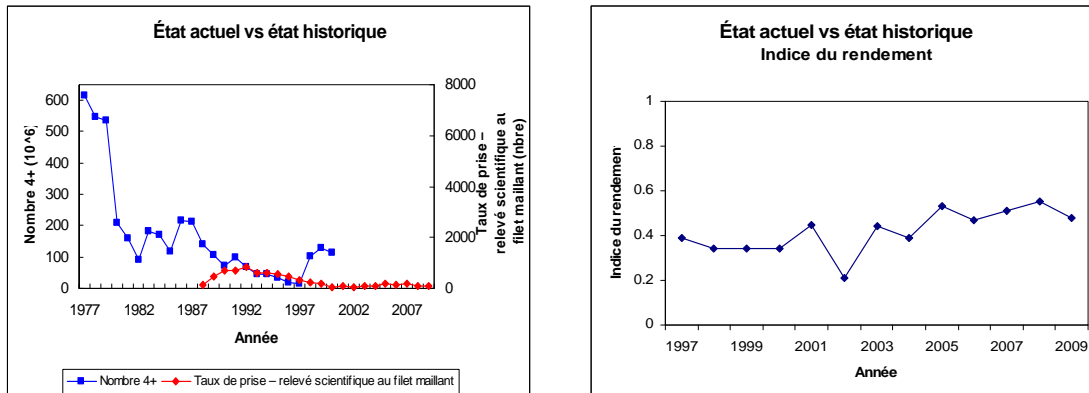 État actuel vs état historique
Nombre 4+ (10^6)
600
500
400
300
200
100
0
8000
6000
4000
2000
0
Taux de prise –
relevé scientifique au
filet maillant (nbre)
1977
1982
1987
1992
1997
2002
2007
Année
Nombre 4+
Taux de prise – relevé scientifique au filet maillant
État actuel vs état historique
Indice du rendement
Indice du rendemen
1
0.8
0.6
0.4
0.2
0
1997
1999
2001
2003
2005
2007
2009
Année